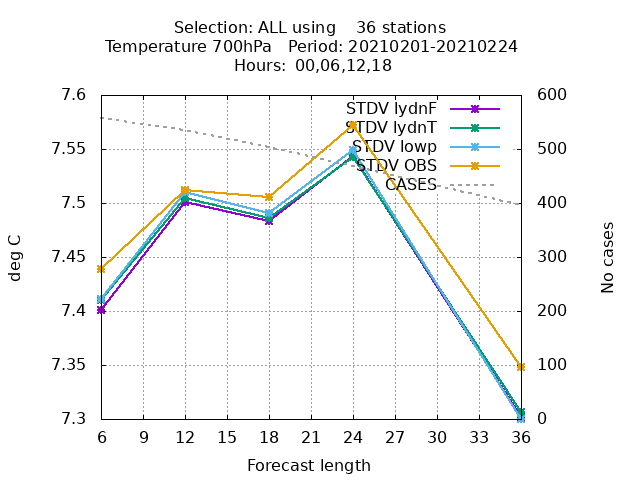 Selection: ALL using    36 stations
Temperature 700hPa   Period: 20210201-20210224
Hours: 00,06,12,18
7.6
7.55
7.5
7.45
7.4
7.35
7.3
deg C
STDV lydnF
STDV lydnT
STDV lowp
STDV OBS
CASES
600
500
400
300
200
100
0
No cases
6 9 12 15 18 21 24 27 30 33 36
Forecast length